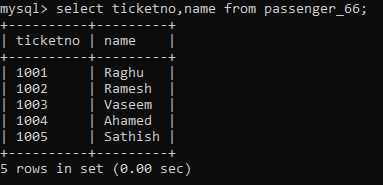 mysql> select ticketno,name from passenger_66;
+----------+---------+
| ticketno | name    |
+----------+---------+
| 1001     | Raghu   |
| 1002     | Ramesh  |
| 1003     | Vaseem  |
| 1004     | Ahamed  |
| 1005     | Sathish |
+----------+---------+
5 rows in set (0.00 sec)